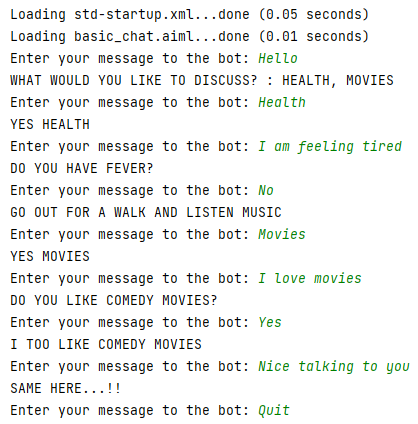 Loading std-startup.xml...done (0.05 seconds)
Loading basic_chat.aiml...done (0.01 seconds)
Enter your message to the bot: Hello
WHAT WOULD YOU LIKE TO DISCUSS? : HEALTH, MOVIES
Enter your message to the bot: Health
YES HEALTH
Enter your message to the bot: I am feeling tired
DO YOU HAVE FEVER?
Enter your message to the bot: No
GO OUT FOR A WALK AND LISTEN MUSIC
Enter your message to the bot: Movies
YES MOVIES
Enter your message to the bot: I love movies
DO YOU LIKE COMEDY MOVIES?
Enter your message to the bot: Yes
I TOO LIKE COMEDY MOVIES
Enter your message to the bot: Nice talking to you
SAME HERE...!!
Enter your message to the bot: Quit